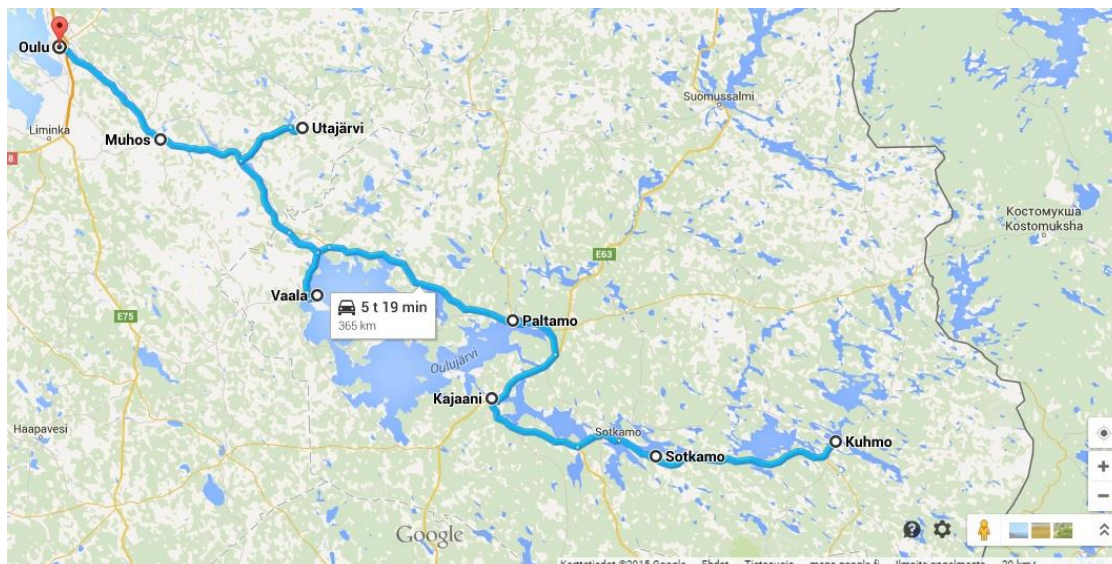 Oulu
Suomussalmi
Utajärvi
Liminka
Muhos
8
Костомукша
Kostomuksha
E63
Vaala
5 t 19 min
365 km
E75
Paltamo
Oulujärvi
Kajaani
Haapavesi
Sotkamo
Kuhmo
Sotkamo
Google